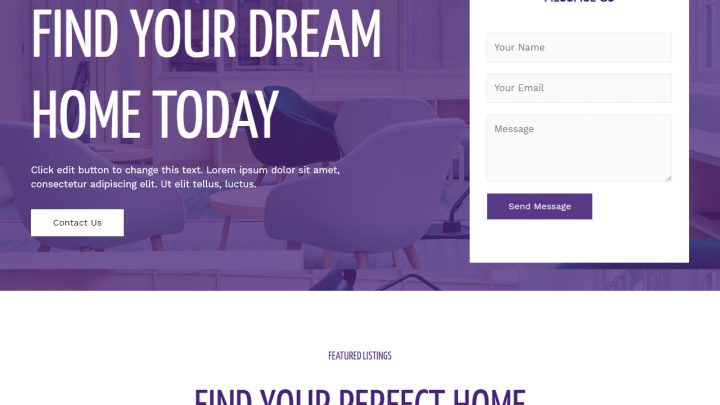 FIND YOUR DREAM
HOME TODAY
Click edit button to change this text. Lorem ipsum dolor sit amet,
consectetur adipiscing elit. Ut elit tellus, luctus.
Contact Us
MESSAGE US
Your Name
Your Email
Message
Send Message
FEATURED LISTINGS
FIND YOUR PERFECT HOME